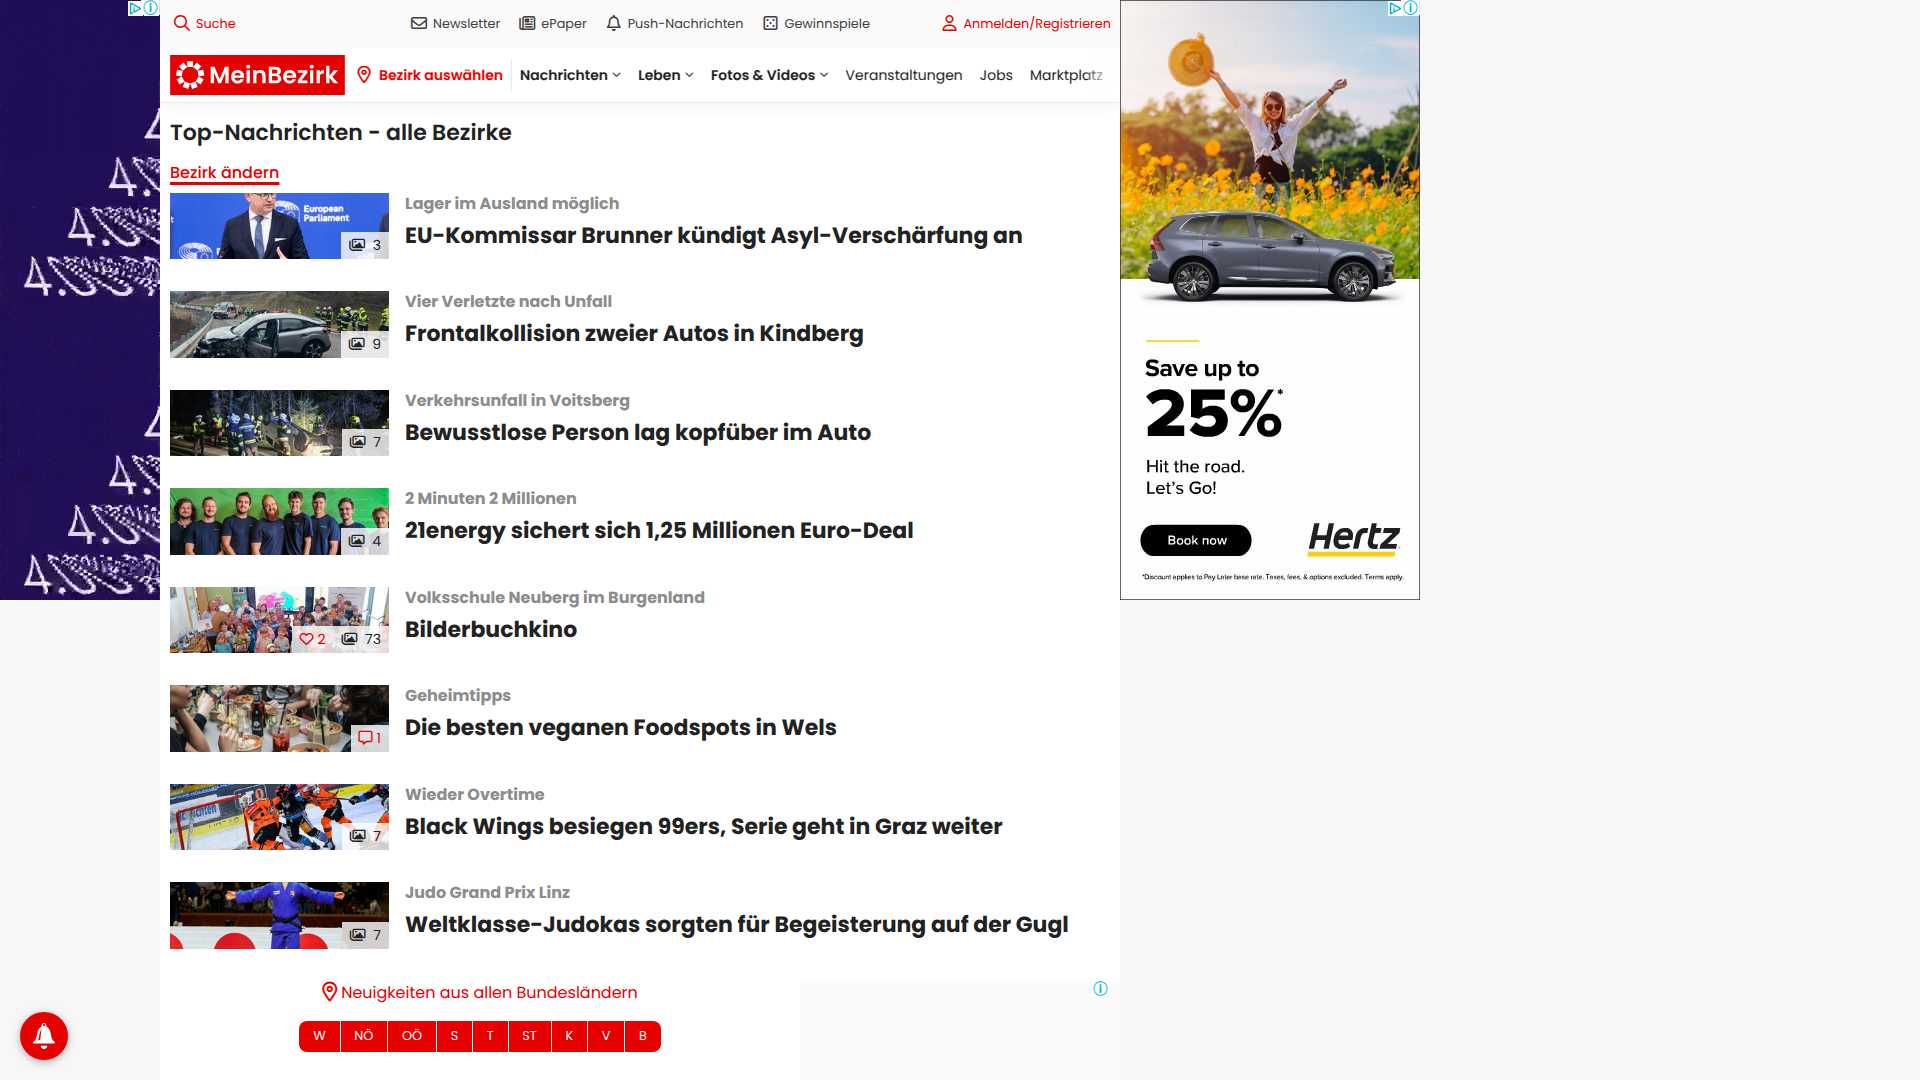 Suche
Newsletter
ePaper
Push-Nachrichten
Gewinnspiele
Anmelden/Registrieren
MeinBezirk
Bezirk auswählen
Nachrichten
Leben
Fotos & Videos
Veranstaltungen
Jobs
Marktplatz
Top-Nachrichten - alle Bezirke
Bezirk ändern
European
Parliament
3
Lager im Ausland möglich
EU-Kommissar Brunner kündigt Asyl-Verschärfung an
9
Vier Verletzte nach Unfall
Frontalkollision zweier Autos in Kindberg
7
Verkehrsunfall in Voitsberg
Bewusstlose Person lag kopfüber im Auto
4
2 Minuten 2 Millionen
21energy sichert sich 1,25 Millionen Euro-Deal
2
73
Volksschule Neuberg im Burgenland
Bilderbuchkino
1
Geheimtipps
Die besten veganen Foodspots in Wels
7
Wieder Overtime
Black Wings besiegen 99ers, Serie geht in Graz weiter
7
Judo Grand Prix Linz
Weltklasse-Judokas sorgten für Begeisterung auf der Gugl
Neuigkeiten aus allen Bundesländern
W
NÖ
OÖ
S
T
ST
K
V
B
Save up to
25%*
Hit the road.
Let's Go!
Book now
Hertz
*Discount applies to Pay Later base rate. Taxes, fees, & options excluded. Terms apply.